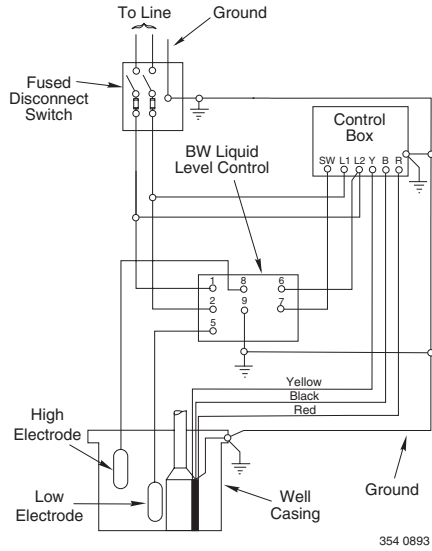 To Line
Ground
Fused
Disconnect
Switch
Control
Box
BW Liquid
Level Control
SW L1 L2 Y B R
1 8 6
2 9 7
5
Yellow
Black
Red
High
Electrode
Low
Electrode
Well
Casing
Ground
354 0893